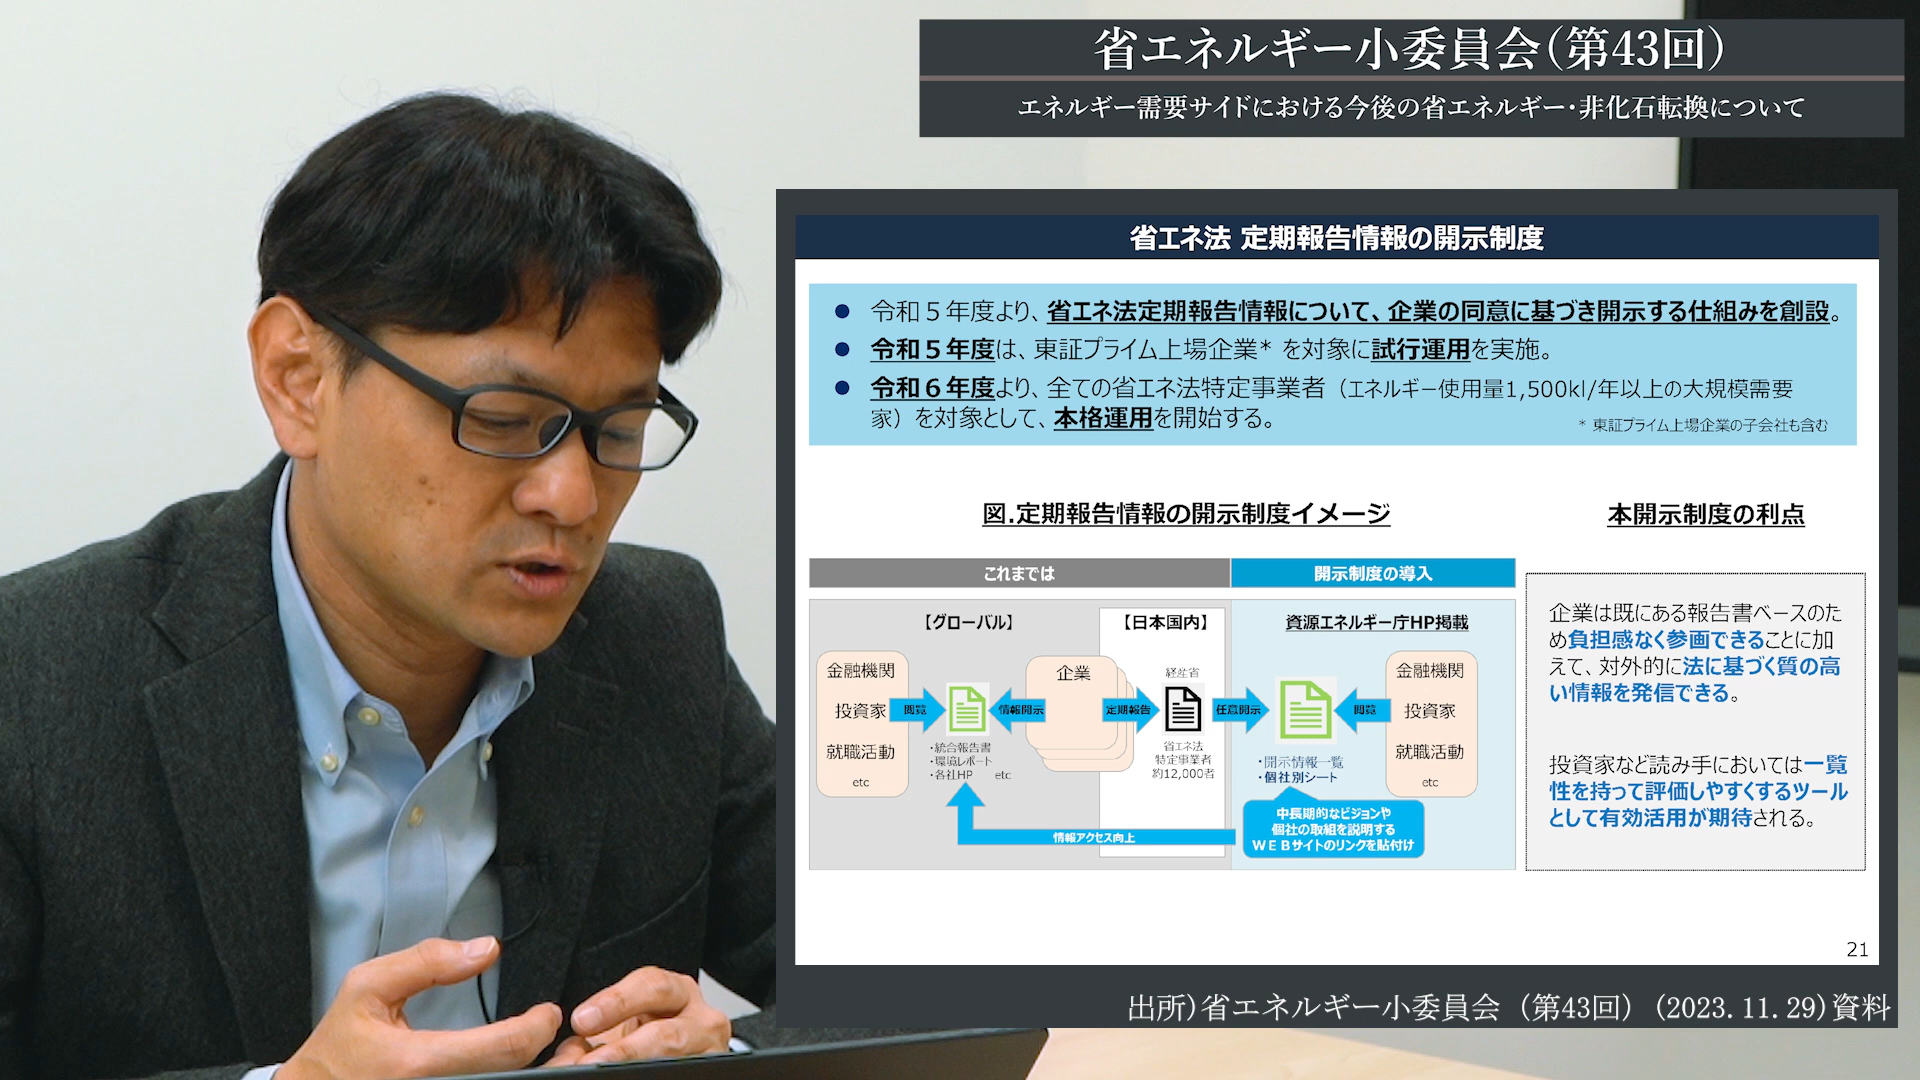 省エネルギー小委員会（第43回）
エネルギー需要サイドにおける今後の省エネルギー・非化石転換について
省エネ法 定期報告情報の開示制度
● 令和５年度より、省エネ法定期報告情報について、企業の同意に基づき開示する仕組みを創設。
● 令和５年度は、東証プライム上場企業* を対象に試行運用を実施。
● 令和６年度より、全ての省エネ法特定事業者（エネルギー使用量1,500kl/年以上の大規模需要
家）を対象として、本格運用を開始する。
* 東証プライム上場企業の子会社も含む
図.定期報告情報の開示制度イメージ
これまでは
開示制度の導入
【グローバル】
【日本国内】
資源エネルギー庁HP掲載
金融機関
投資家
就職活動
etc
閲覧
情報開示
・統合報告書
・環境レポート
・各社HP etc
企業
定期報告
経産省
省エネ法
特定事業者
約12,000者
任意開示
・開示情報一覧
・個社別シート
閲覧
金融機関
投資家
就職活動
etc
情報アクセス向上
中長期的なビジョンや
個社の取組を説明する
ＷＥＢサイトのリンクを貼付け
本開示制度の利点
企業は既にある報告書ベースのた
め負担感なく参画できることに加
えて、対外的に法に基づく質の高
い情報を発信できる。
投資家など読み手においては一覧
性を持って評価しやすくするツール
として有効活用が期待される。
21
出所)省エネルギー小委員会（第43回）(2023.11.29)資料